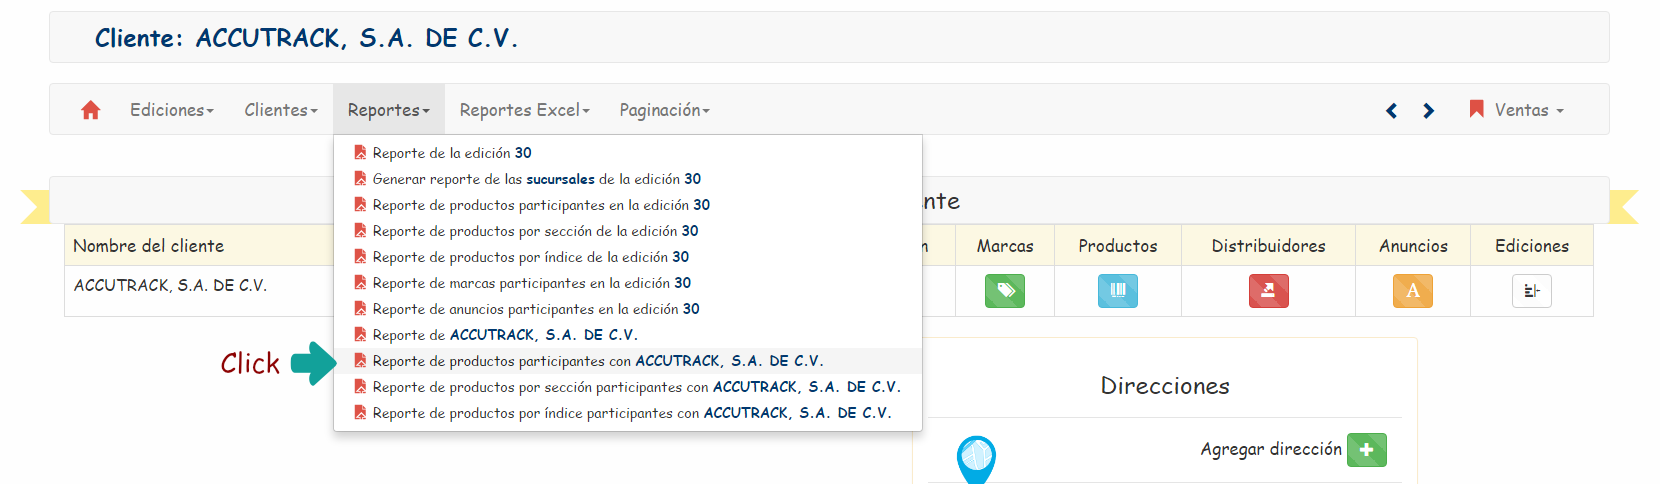 Cliente: ACCUTRACK, S.A. DE C.V.
Ediciones Clientes Reportes Reportes Excel Paginación Ventas
Reporte de la edición 30
Generar reporte de las sucursales de la edición 30
Reporte de productos participantes en la edición 30
Reporte de productos por sección de la edición 30
Reporte de productos por índice de la edición 30
Reporte de marcas participantes en la edición 30
Reporte de anuncios participantes en la edición 30
Reporte de ACCUTRACK, S.A. DE C.V.
Reporte de productos participantes con ACCUTRACK, S.A. DE C.V.
Reporte de productos por sección participantes con ACCUTRACK, S.A. DE C.V.
Reporte de productos por índice participantes con ACCUTRACK, S.A. DE C.V.
Click
nte
Nombre del cliente n Marcas Productos Distribuidores Anuncios Ediciones
ACCUTRACK, S.A. DE C.V. A
Direcciones
Agregar dirección